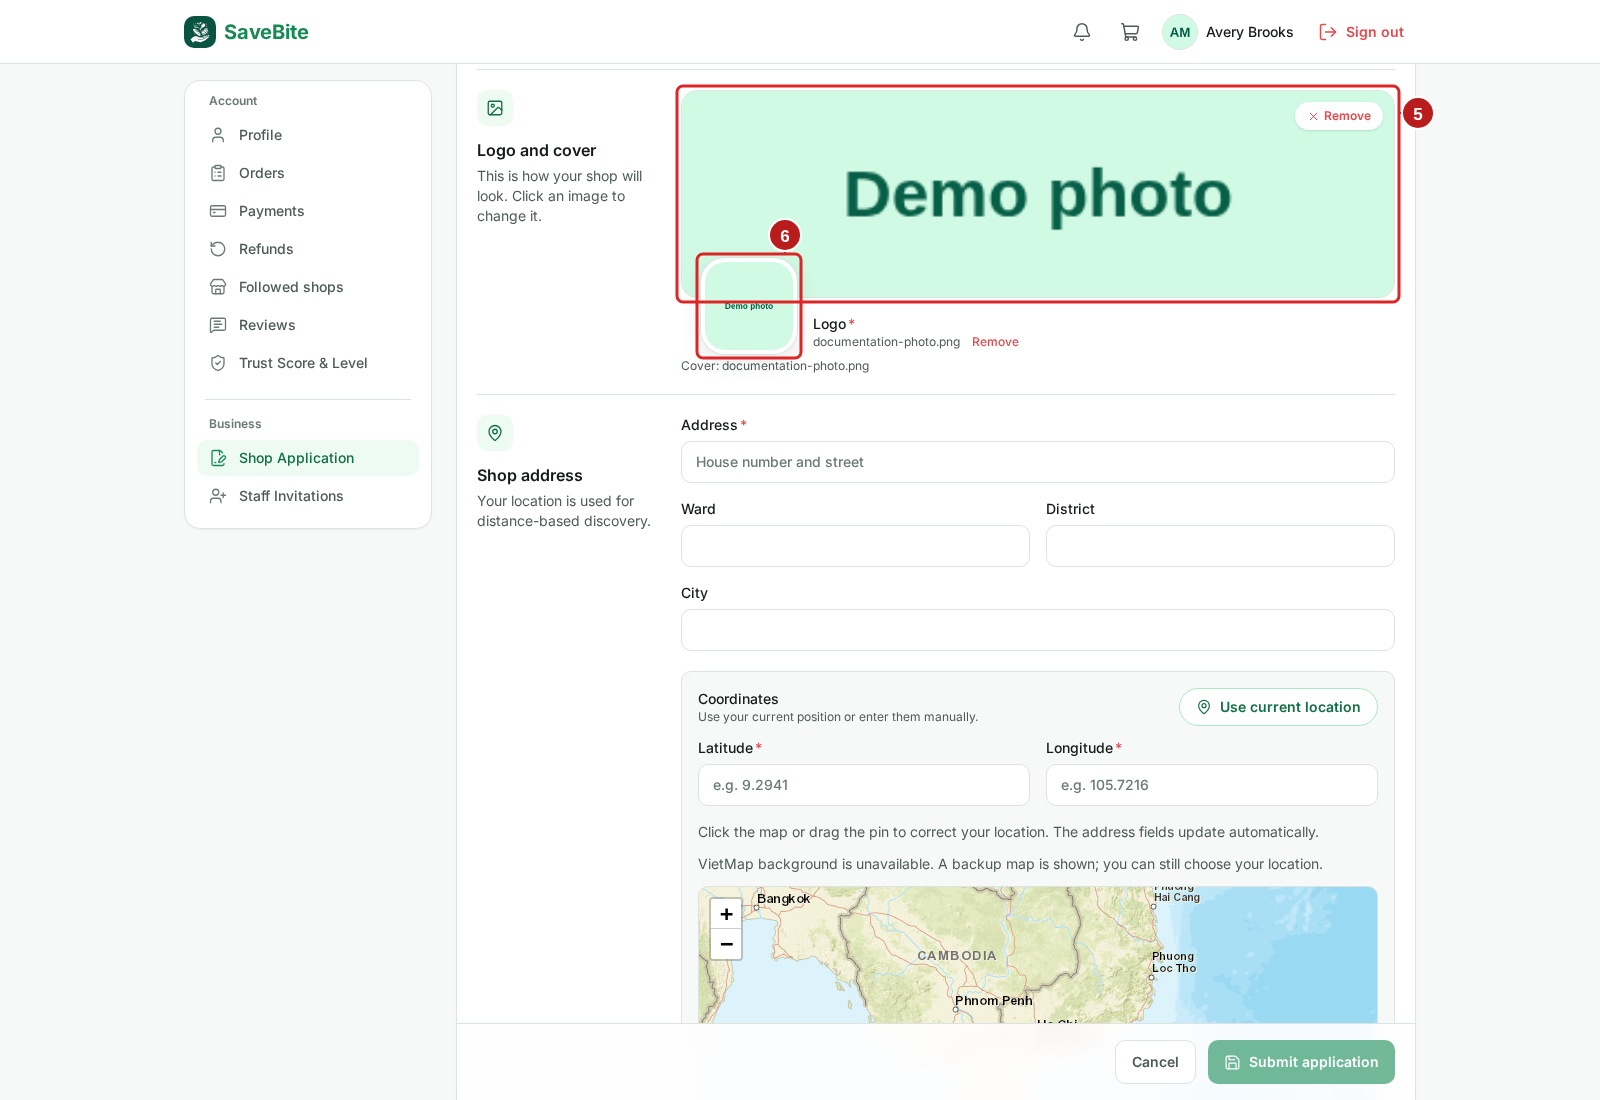 SaveBite
AM
Avery Brooks
Sign out
Account
Profile
Orders
Payments
Refunds
Followed shops
Reviews
Trust Score & Level
Business
Shop Application
Staff Invitations
Logo and cover
This is how your shop will
look. Click an image to
change it.
Remove
5
Demo photo
6
Demo photo
Logo *
documentation-photo.png Remove
Cover: documentation-photo.png
Shop address
Your location is used for
distance-based discovery.
Address *
House number and street
Ward
District
City
Coordinates
Use your current position or enter them manually.
Use current location
Latitude *
Longitude *
e.g. 9.2941
e.g. 105.7216
Click the map or drag the pin to correct your location. The address fields update automatically.
VietMap background is unavailable. A backup map is shown; you can still choose your location.
+
−
Bangkok
CAMBODIA
Phnom Penh
Phuong
Hai Cang
Phuong
Loc Tho
Cancel
Submit application